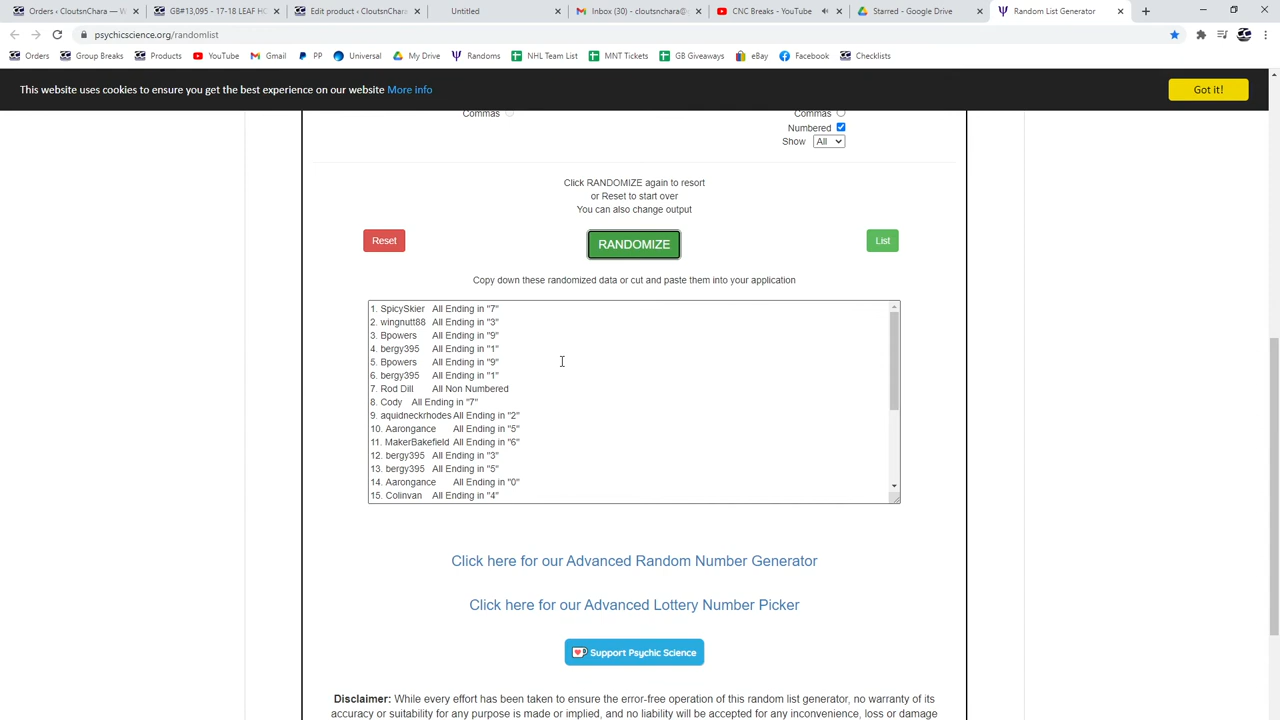 Orders ‹ CloutsnChara — W
GB#13,095 - 17-18 LEAF HO
Edit product ‹ CloutsnChara
Untitled
Inbox (30) - cloutsnchara@
CNC Breaks - YouTube
Starred - Google Drive
Random List Generator
psychicscience.org/randomlist
Orders
Group Breaks
Products
YouTube
Gmail
PP
Universal
My Drive
Randoms
NHL Team List
MNT Tickets
GB Giveaways
eBay
Facebook
Checklists
This website uses cookies to ensure you get the best experience on our website More info
Got it!
Commas
Commas
Numbered
Show All
Click RANDOMIZE again to resort
or Reset to start over
You can also change output
Reset
RANDOMIZE
List
Copy down these randomized data or cut and paste them into your application
1. SpicySkier All Ending in "7"
2. wingnutt88 All Ending in "3"
3. Bpowers All Ending in "9"
4. bergy395 All Ending in "1"
5. Bpowers All Ending in "9"
6. bergy395 All Ending in "1"
7. Rod Dill All Non Numbered
8. Cody All Ending in "7"
9. aquidneckrhodes All Ending in "2"
10. Aarongance All Ending in "5"
11. MakerBakefield All Ending in "6"
12. bergy395 All Ending in "3"
13. bergy395 All Ending in "5"
14. Aarongance All Ending in "0"
15. Colinvan All Ending in "4"
Click here for our Advanced Random Number Generator
Click here for our Advanced Lottery Number Picker
Support Psychic Science
Disclaimer: While every effort has been taken to ensure the error-free operation of this random list generator, no warranty of its
accuracy or suitability for any purpose is made or implied, and no liability will be accepted for any inconvenience, loss or damage